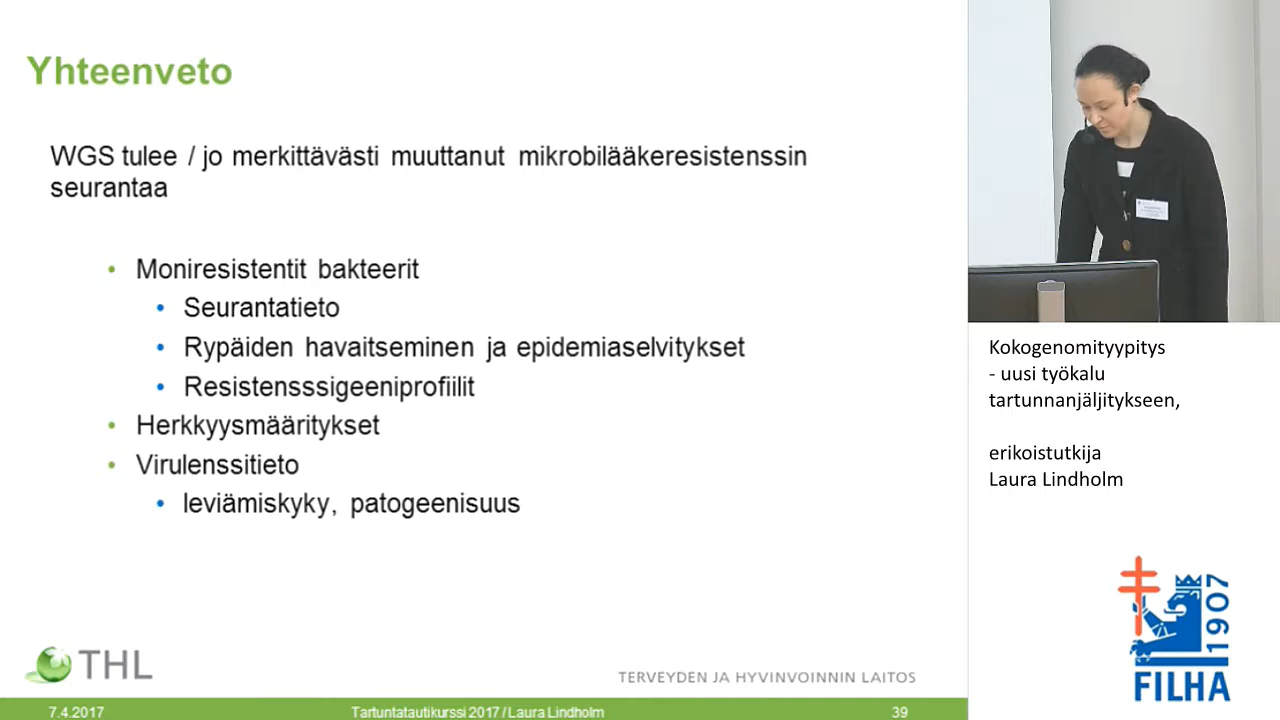 Yhteenveto
WGS tulee / jo merkittävästi muuttanut mikrobilääkeresistenssin
seurantaa
• Moniresistentit bakteerit
• Seurantatieto
• Rypäiden havaitseminen ja epidemiaselvitykset
• Resistensssigeeniprofiilit
• Herkkyysmääritykset
• Virulenssitieto
• leviämiskyky, patogeenisuus
THL
TERVEYDEN JA HYVINVOINNIN LAITOS
7.4.2017
Tartuntatautikurssi 2017 / Laura Lindholm
39
Kokogenomityypitys
- uusi työkalu
tartunnanjäljitykseen,
erikoistutkija
Laura Lindholm
1907
FILHA